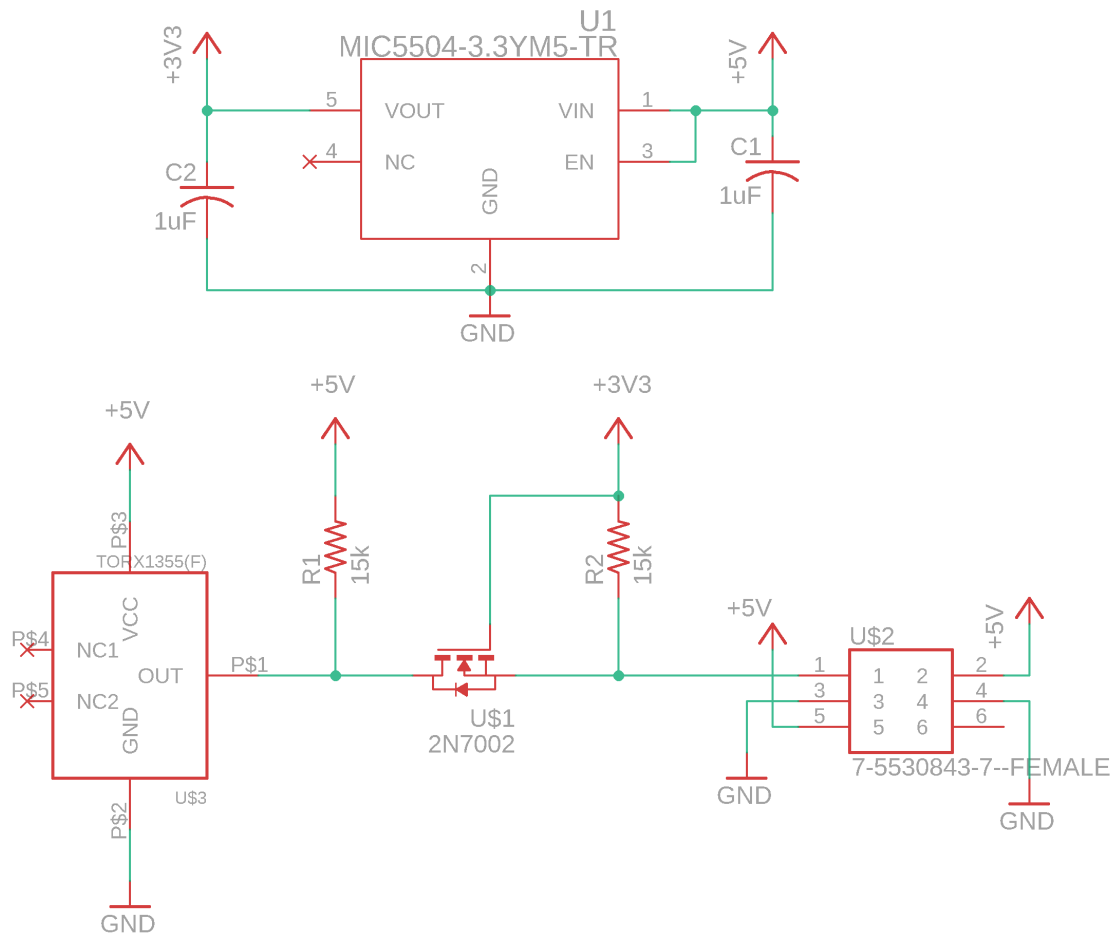 U1
MIC5504-3.3YM5-TR
+3V3
+5V
5
VOUT
VIN
1
4
NC
EN
3
GND
2
C2
1uF
C1
1uF
GND
+5V
+5V
+3V3
P$3
TORX1355(F)
VCC
P$4
NC1
OUT
P$1
P$5
NC2
GND
U$3
P$2
GND
R1
15k
R2
15k
U$1
2N7002
+5V
U$2
+5V
1
1
2
2
3
3
4
4
5
5
6
6
7-5530843-7--FEMALE
GND
GND